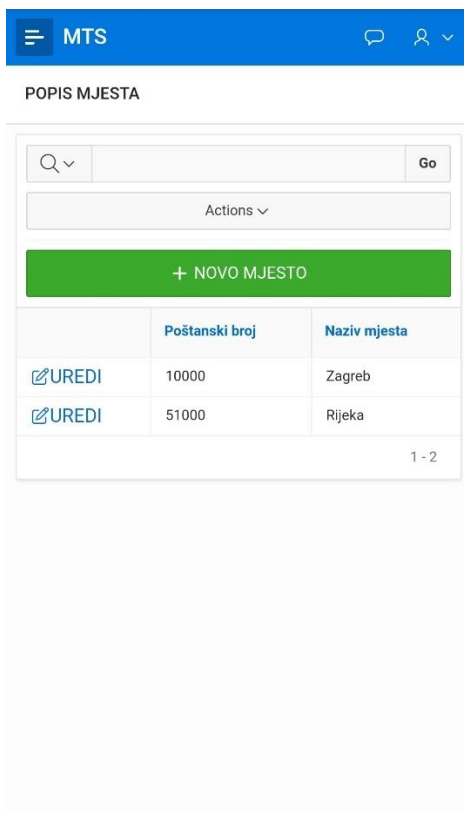 MTS
POPIS MJESTA
Go
Actions
+ NOVO MJESTO
Poštanski broj Naziv mjesta
UREDI 10000 Zagreb
UREDI 51000 Rijeka
1 - 2